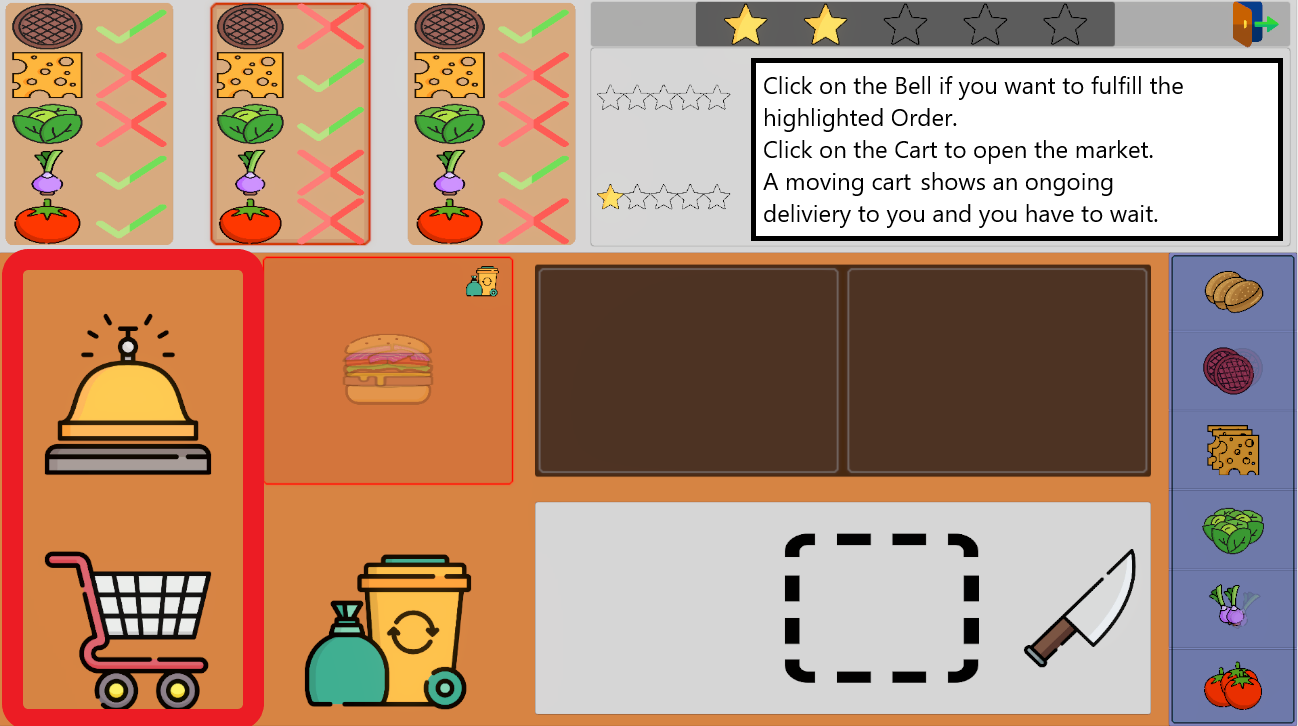 Click on the Bell if you want to fulfill the
highlighted Order.
Click on the Cart to open the market.
A moving cart shows an ongoing
deliviery to you and you have to wait.